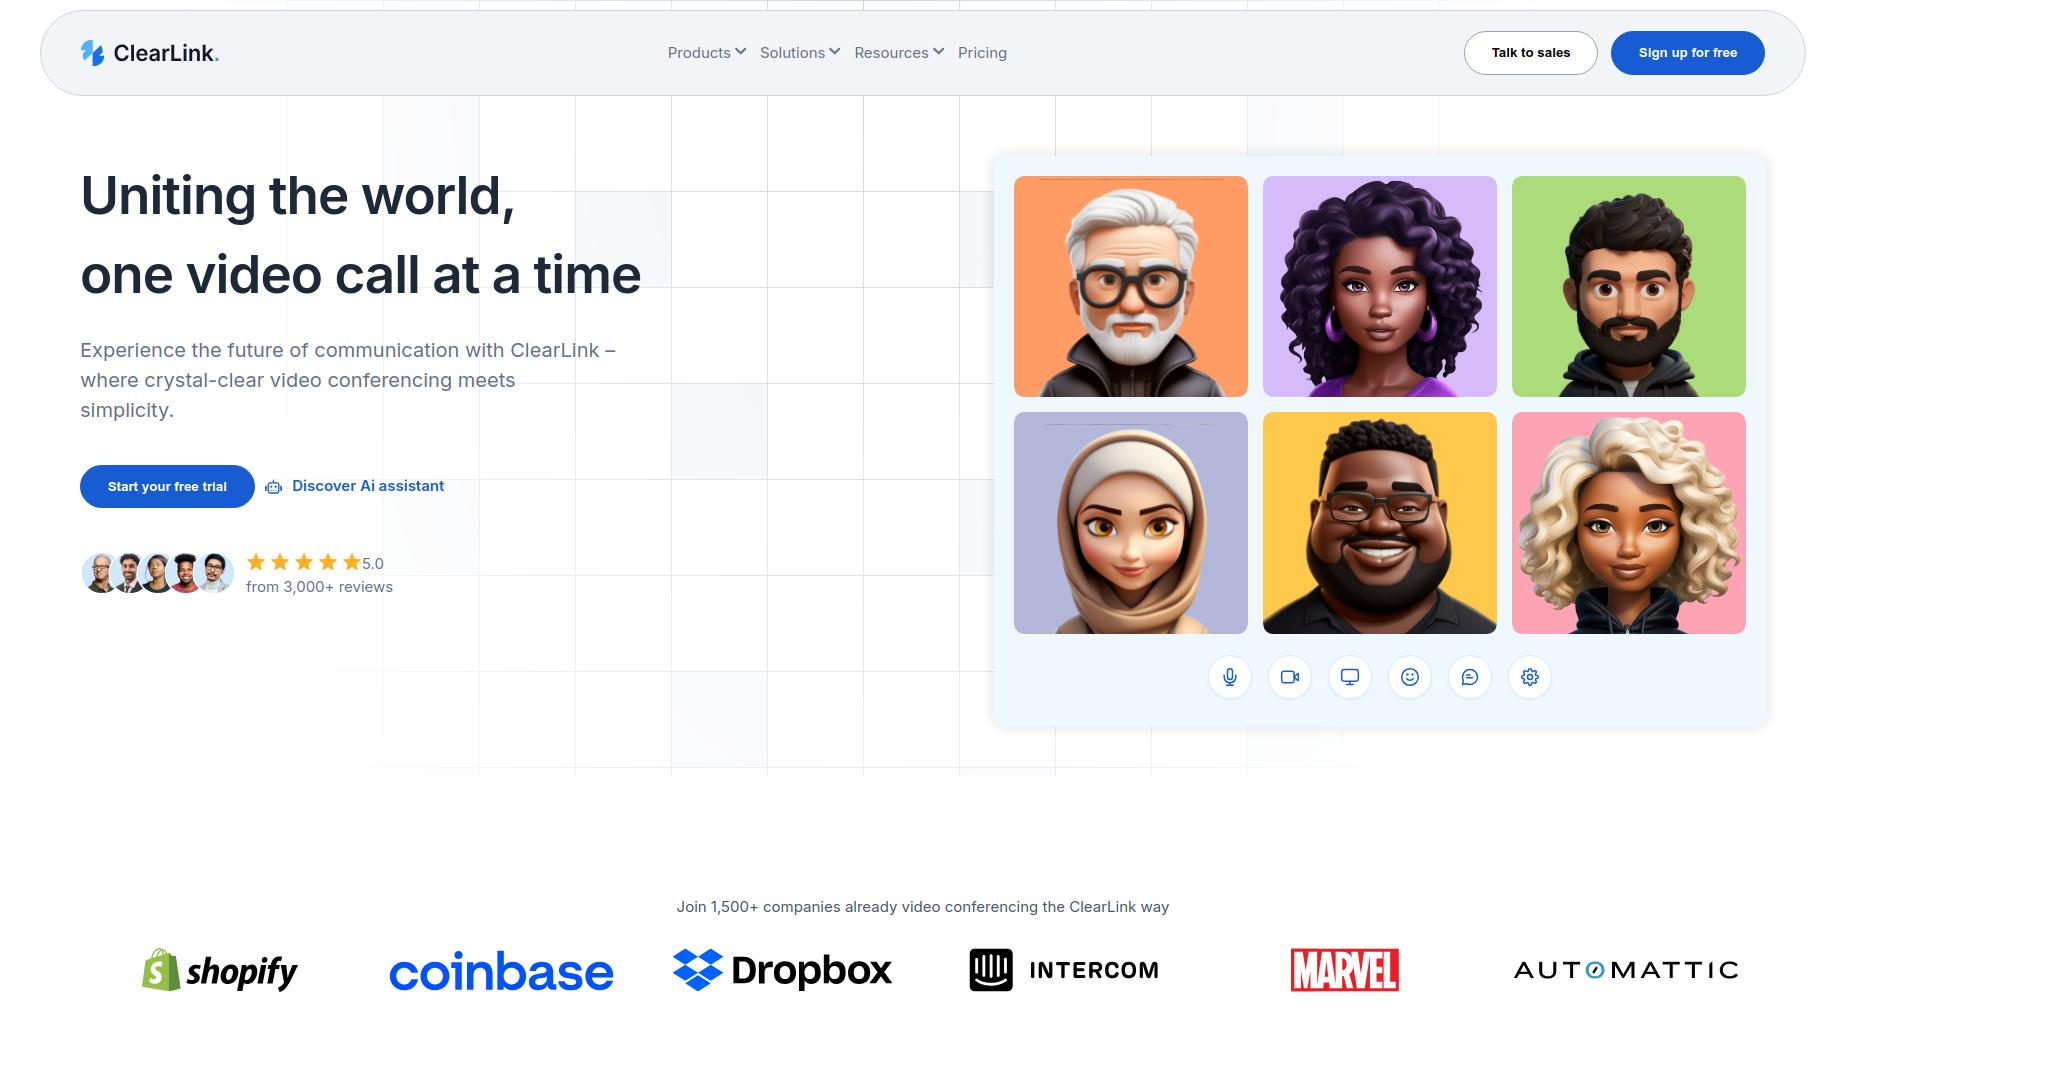 ClearLink.
Products Solutions Resources Pricing
Talk to sales
Sign up for free
Uniting the world,
one video call at a time
Experience the future of communication with ClearLink –
where crystal-clear video conferencing meets
simplicity.
Start your free trial
Discover Ai assistant
5.0
from 3,000+ reviews
Join 1,500+ companies already video conferencing the ClearLink way
shopify
coinbase
Dropbox
INTERCOM
MARVEL
AUTOMATTIC